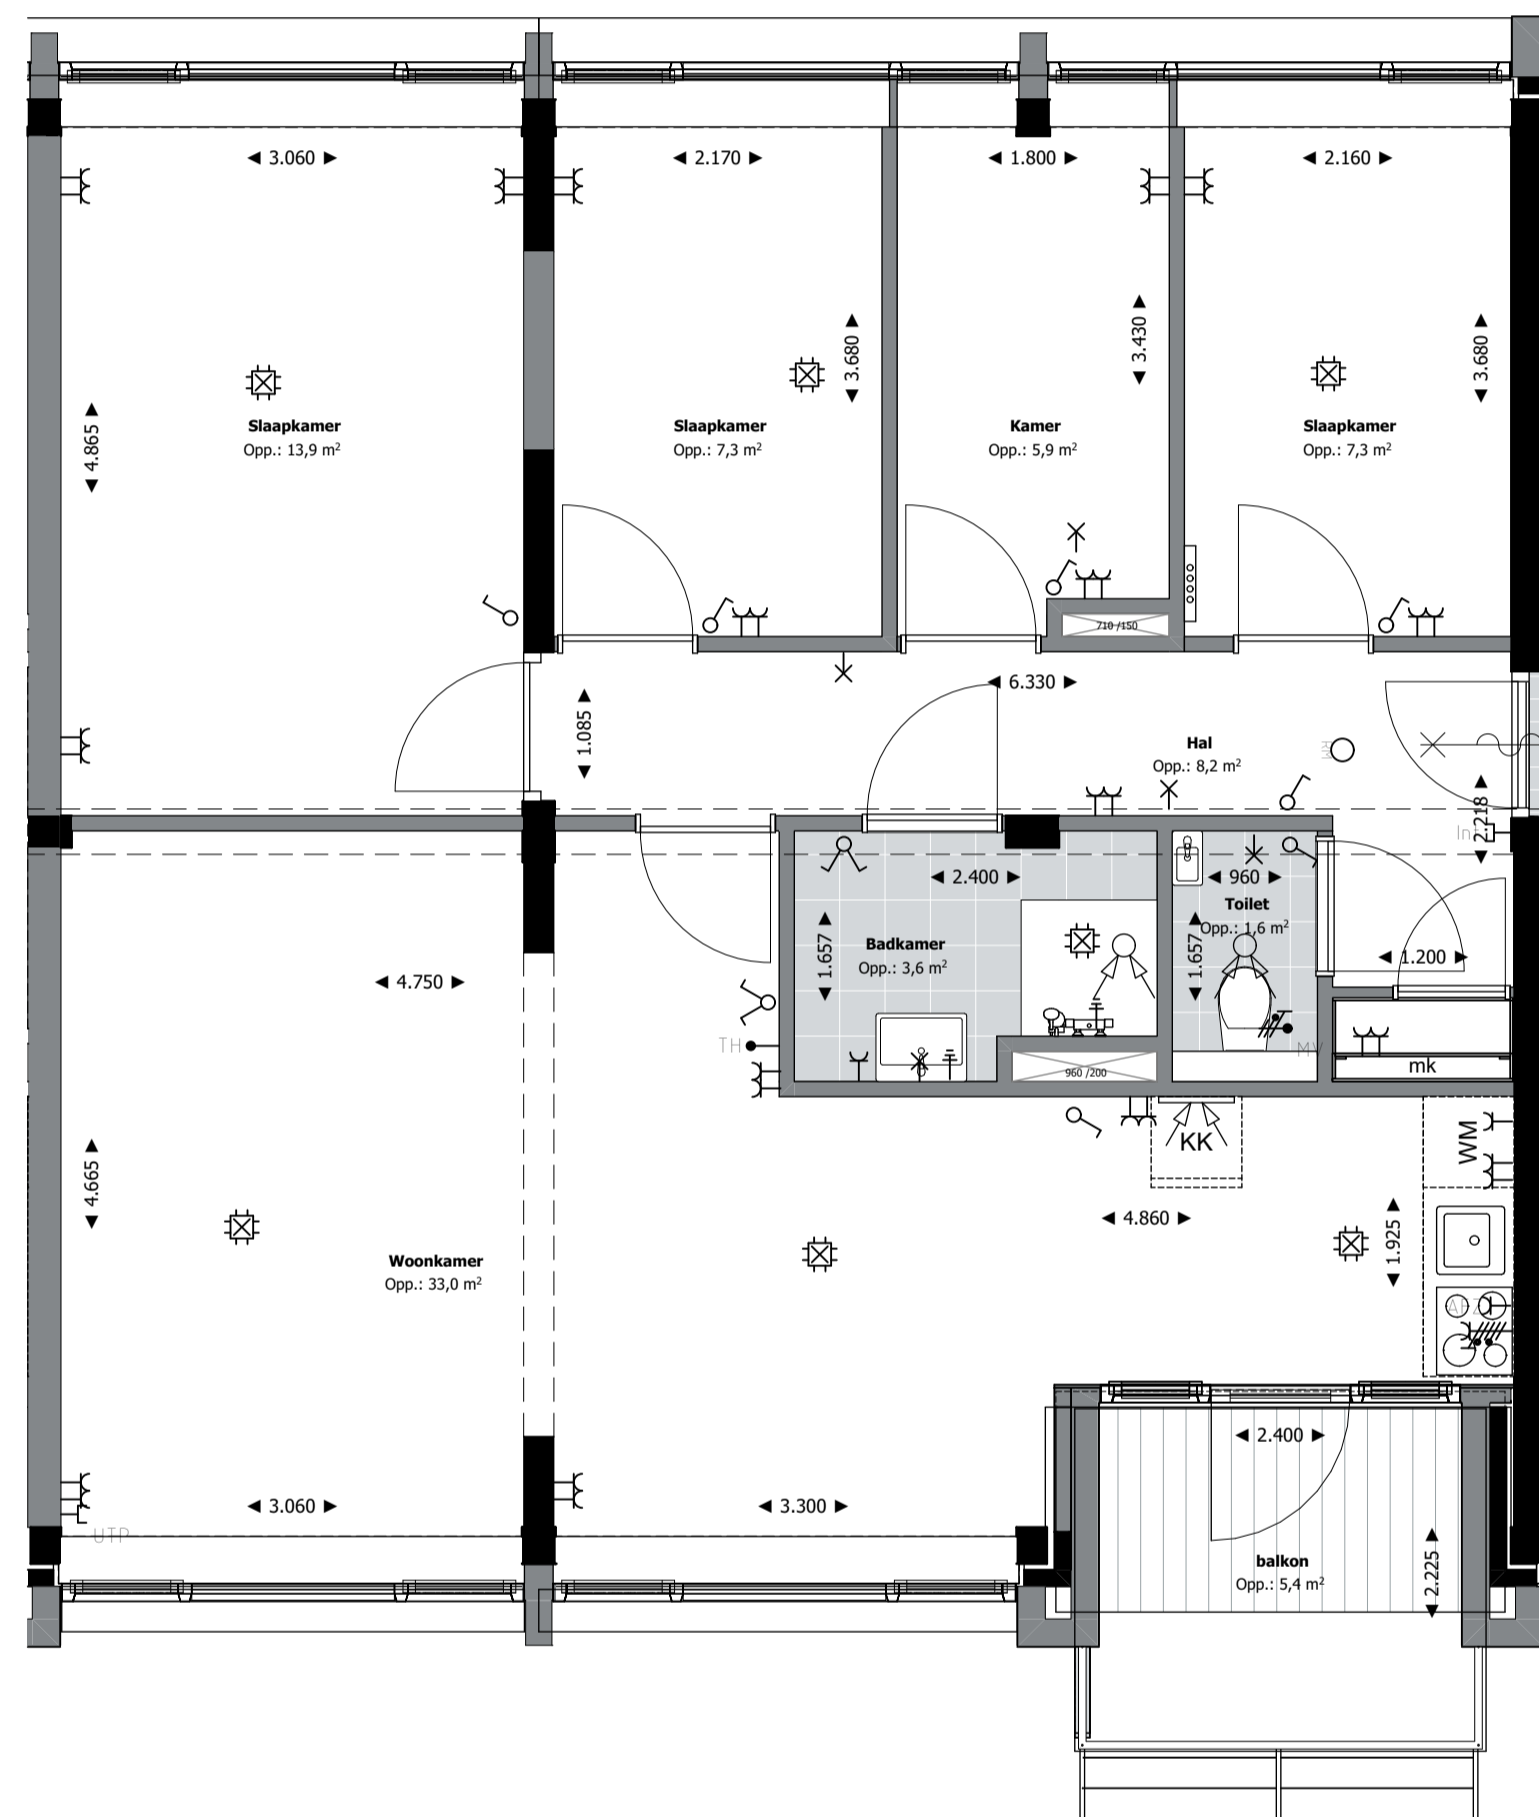 ◄ 3.060 ►
◄ 2.170 ►
◄ 1.800 ►
◄ 2.160 ►
◄ 3.430 ►
◄ 3.680 ►
◄ 3.680 ►
◄ 4.865 ►
Slaapkamer
Opp.: 13,9 m²
Slaapkamer
Opp.: 7,3 m²
Kamer
Opp.: 5,9 m²
Slaapkamer
Opp.: 7,3 m²
710 /150
◄ 6.330 ►
◄ 1.085 ►
Hal
Opp.: 8,2 m²
RM
◄ 2.218 ►
◄ 2.400 ►
◄ 960 ►
Toilet
Opp.: 1,6 m²
Badkamer
Opp.: 3,6 m²
◄ 1.657 ►
◄ 1.657 ►
◄ 1.200 ►
◄ 4.750 ►
TH
MV
mk
960 /200
KK
WM
◄ 4.665 ►
◄ 4.860 ►
◄ 1.925 ►
Woonkamer
Opp.: 33,0 m²
◄ 2.400 ►
◄ 3.060 ►
◄ 3.300 ►
UTP
balkon
Opp.: 5,4 m²
◄ 2.225 ►